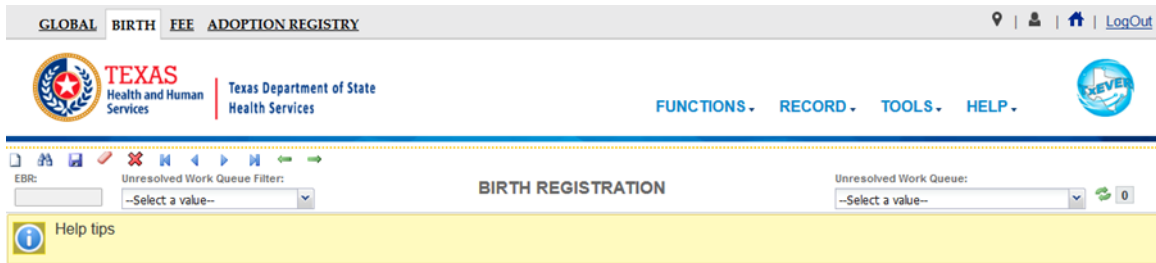 GLOBAL BIRTH FEE ADOPTION REGISTRY | | | LogOut
TEXAS
Health and Human
Services
Texas Department of State
Health Services
FUNCTIONS RECORD TOOLS HELP
TxEVER
EBR:
Unresolved Work Queue Filter:
--Select a value--
BIRTH REGISTRATION
Unresolved Work Queue:
--Select a value--
0
Help tips